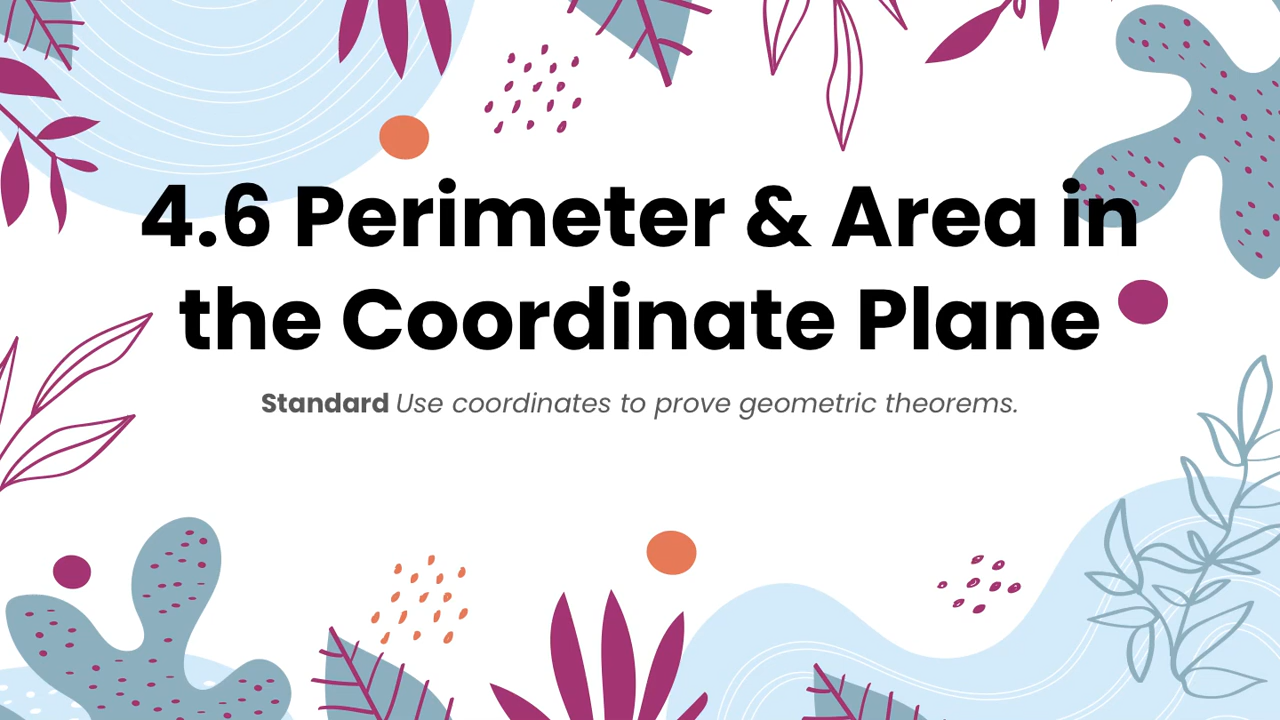 4.6 Perimeter & Area in
the Coordinate Plane
Standard Use coordinates to prove geometric theorems.